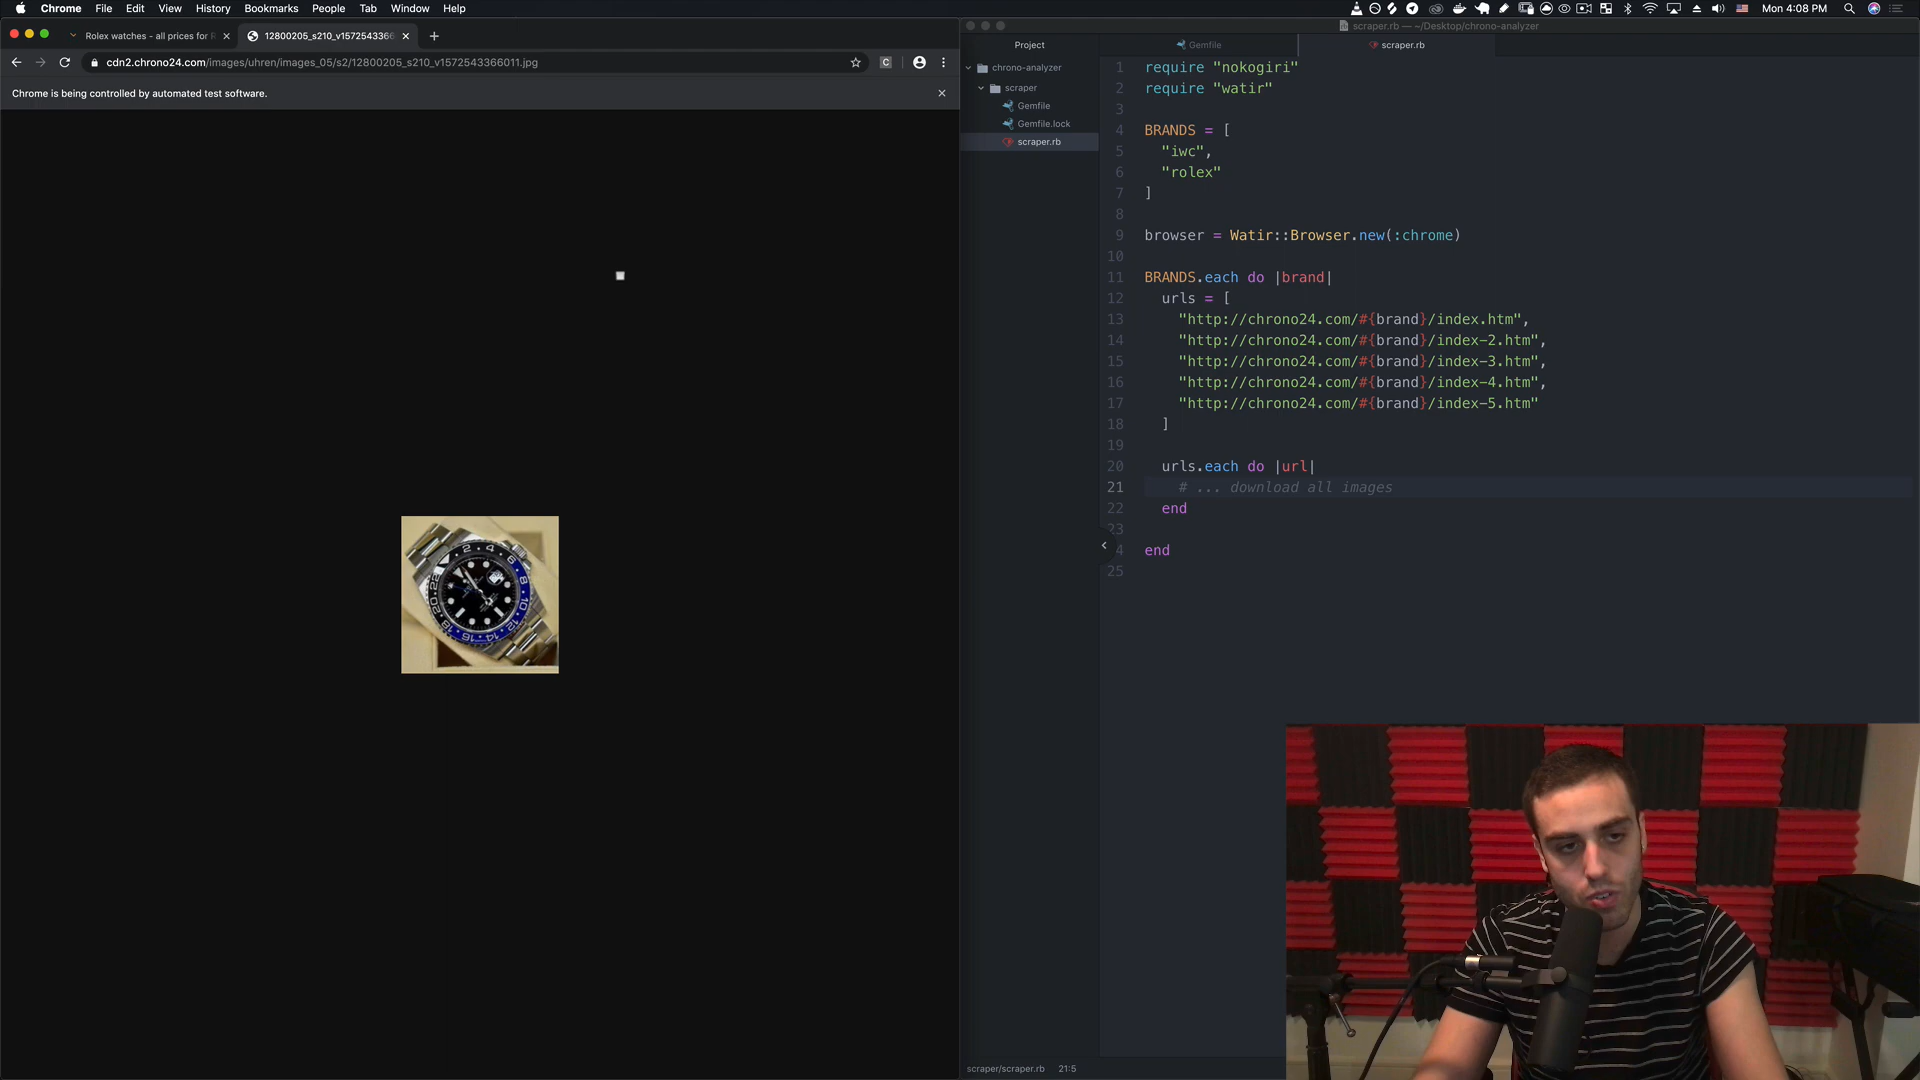 Chrome File Edit View History Bookmarks People Tab Window Help
Mon 4:08 PM
Rolex watches - all prices for R
12800205_s210_v1572543366
cdn2.chrono24.com/images/uhren/images_05/s2/12800205_s210_v1572543366011.jpg
Chrome is being controlled by automated test software.
scraper.rb — ~/Desktop/chrono-analyzer
Project
chrono-analyzer
scraper
Gemfile
Gemfile.lock
scraper.rb
Gemfile
scraper.rb
1 require "nokogiri"
2 require "watir"
3
4 BRANDS = [
5 "iwc",
6 "rolex"
7 ]
8
9 browser = Watir::Browser.new(:chrome)
10
11 BRANDS.each do |brand|
12 urls = [
13 "http://chrono24.com/#{brand}/index.htm",
14 "http://chrono24.com/#{brand}/index-2.htm",
15 "http://chrono24.com/#{brand}/index-3.htm",
16 "http://chrono24.com/#{brand}/index-4.htm",
17 "http://chrono24.com/#{brand}/index-5.htm"
18 ]
19
20 urls.each do |url|
21 # ... download all images
22 end
23
4 end
25
scraper/scraper.rb 21:5